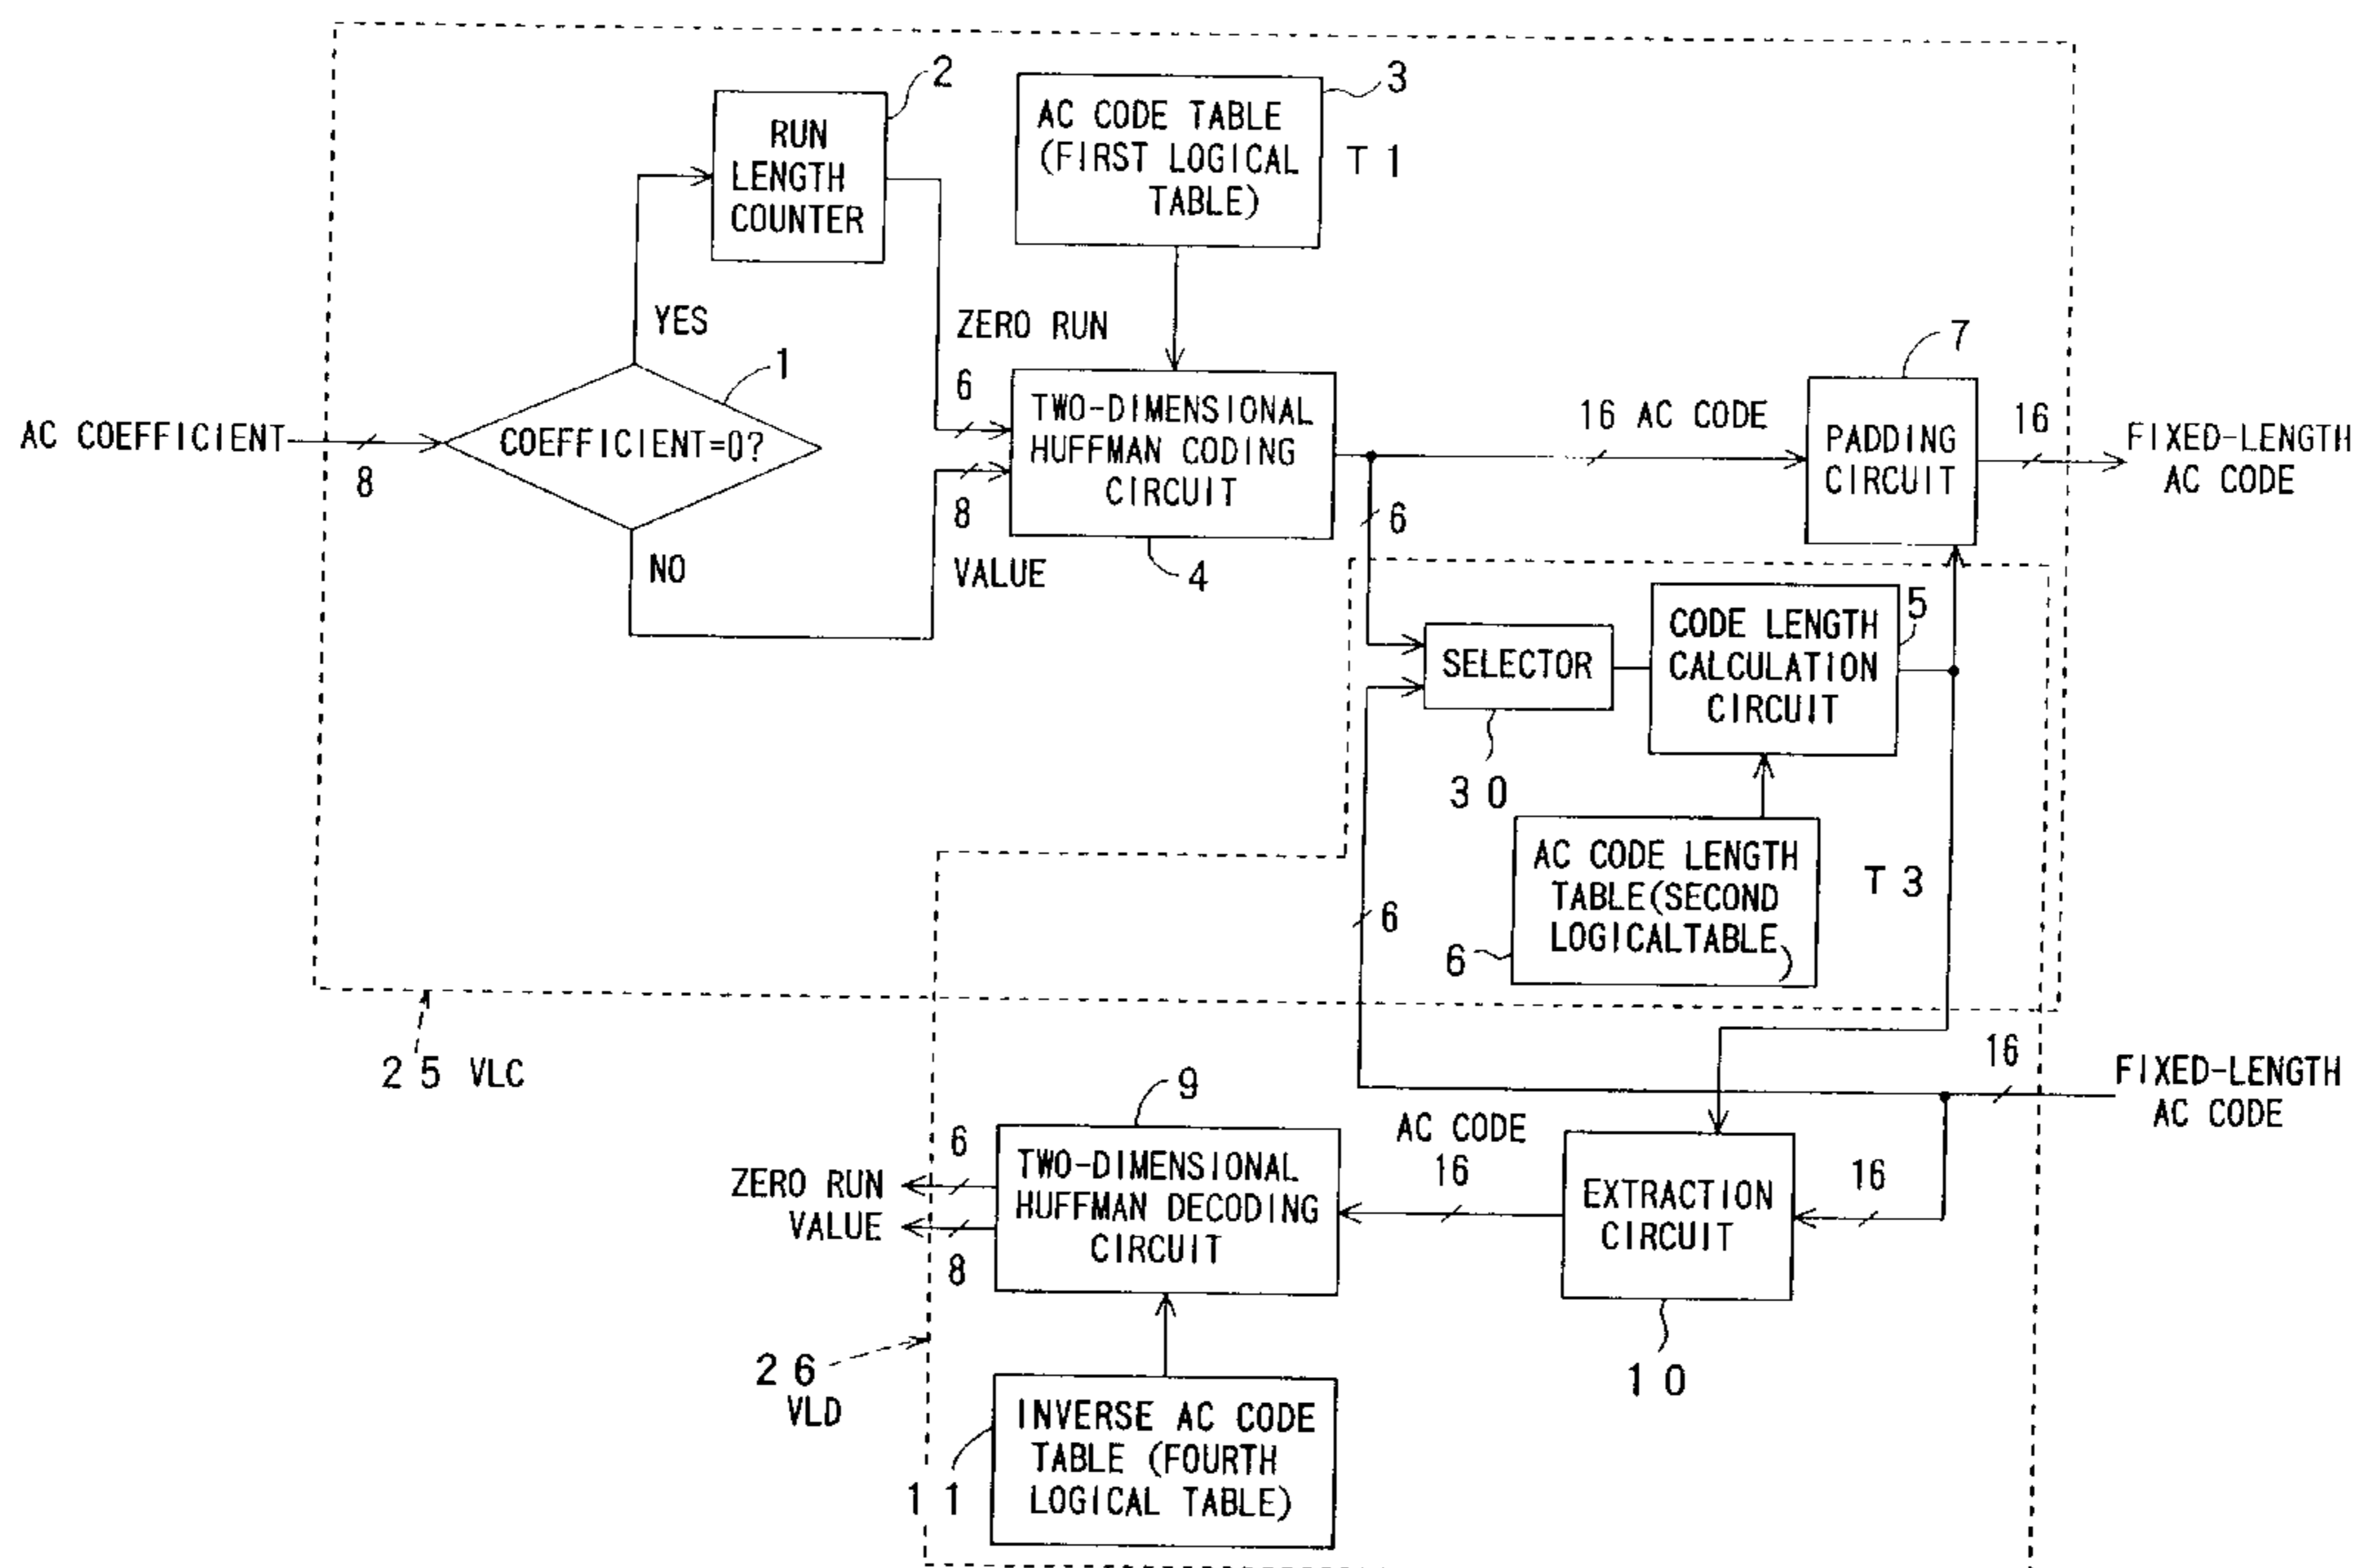 2
3
RUN
LENGTH
COUNTER
AC CODE TABLE
(FIRST LOGICAL
TABLE)
T 1
YES
ZERO RUN
1
6
7
AC COEFFICIENT
8
COEFFICIENT=0?
TWO-DIMENSIONAL
HUFFMAN CODING
CIRCUIT
16 AC CODE
PADDING
CIRCUIT
16
FIXED-LENGTH
AC CODE
8
6
NO
VALUE
4
5
SELECTOR
CODE LENGTH
CALCULATION
CIRCUIT
3 0
AC CODE LENGTH
TABLE(SECOND
LOGICALTABLE)
T 3
6
6
2 5 VLC
16
FIXED-LENGTH
AC CODE
9
AC CODE
16
6
ZERO RUN
VALUE
8
TWO-DIMENSIONAL
HUFFMAN DECODING
CIRCUIT
EXTRACTION
CIRCUIT
16
1 0
2 6
VLD
INVERSE AC CODE
TABLE (FOURTH
LOGICAL TABLE)
1 1